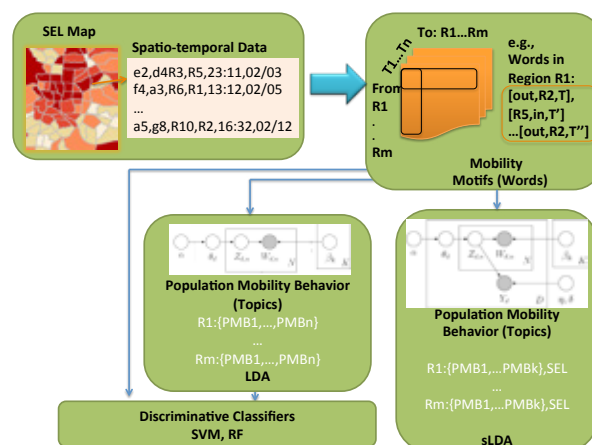 SEL Map
Spatio-temporal Data
e2,d4R3,R5,23:11,02/03
f4,a3,R6,R1,13:12,02/05
...
a5,g8,R10,R2,16:32,02/12
To: R1...Rm
T1...Tn
From
R1
.
.
Rm
e.g.,
Words in
Region R1:
[out,R2,T],
[R5,in,T']
...[out,R2,T'']
Mobility
Motifs (Words)
N
K
Population Mobility Behavior
(Topics)
R1:{PMB1,...,PMBn}
...
Rm:{PMB1,...,PMBn}
LDA
Discriminative Classifiers
SVM, RF
N
K
D
Population Mobility
Behavior (Topics)
R1:{PMB1,...PMBk},SEL
...
Rm:{PMB1,...PMBk},SEL
sLDA